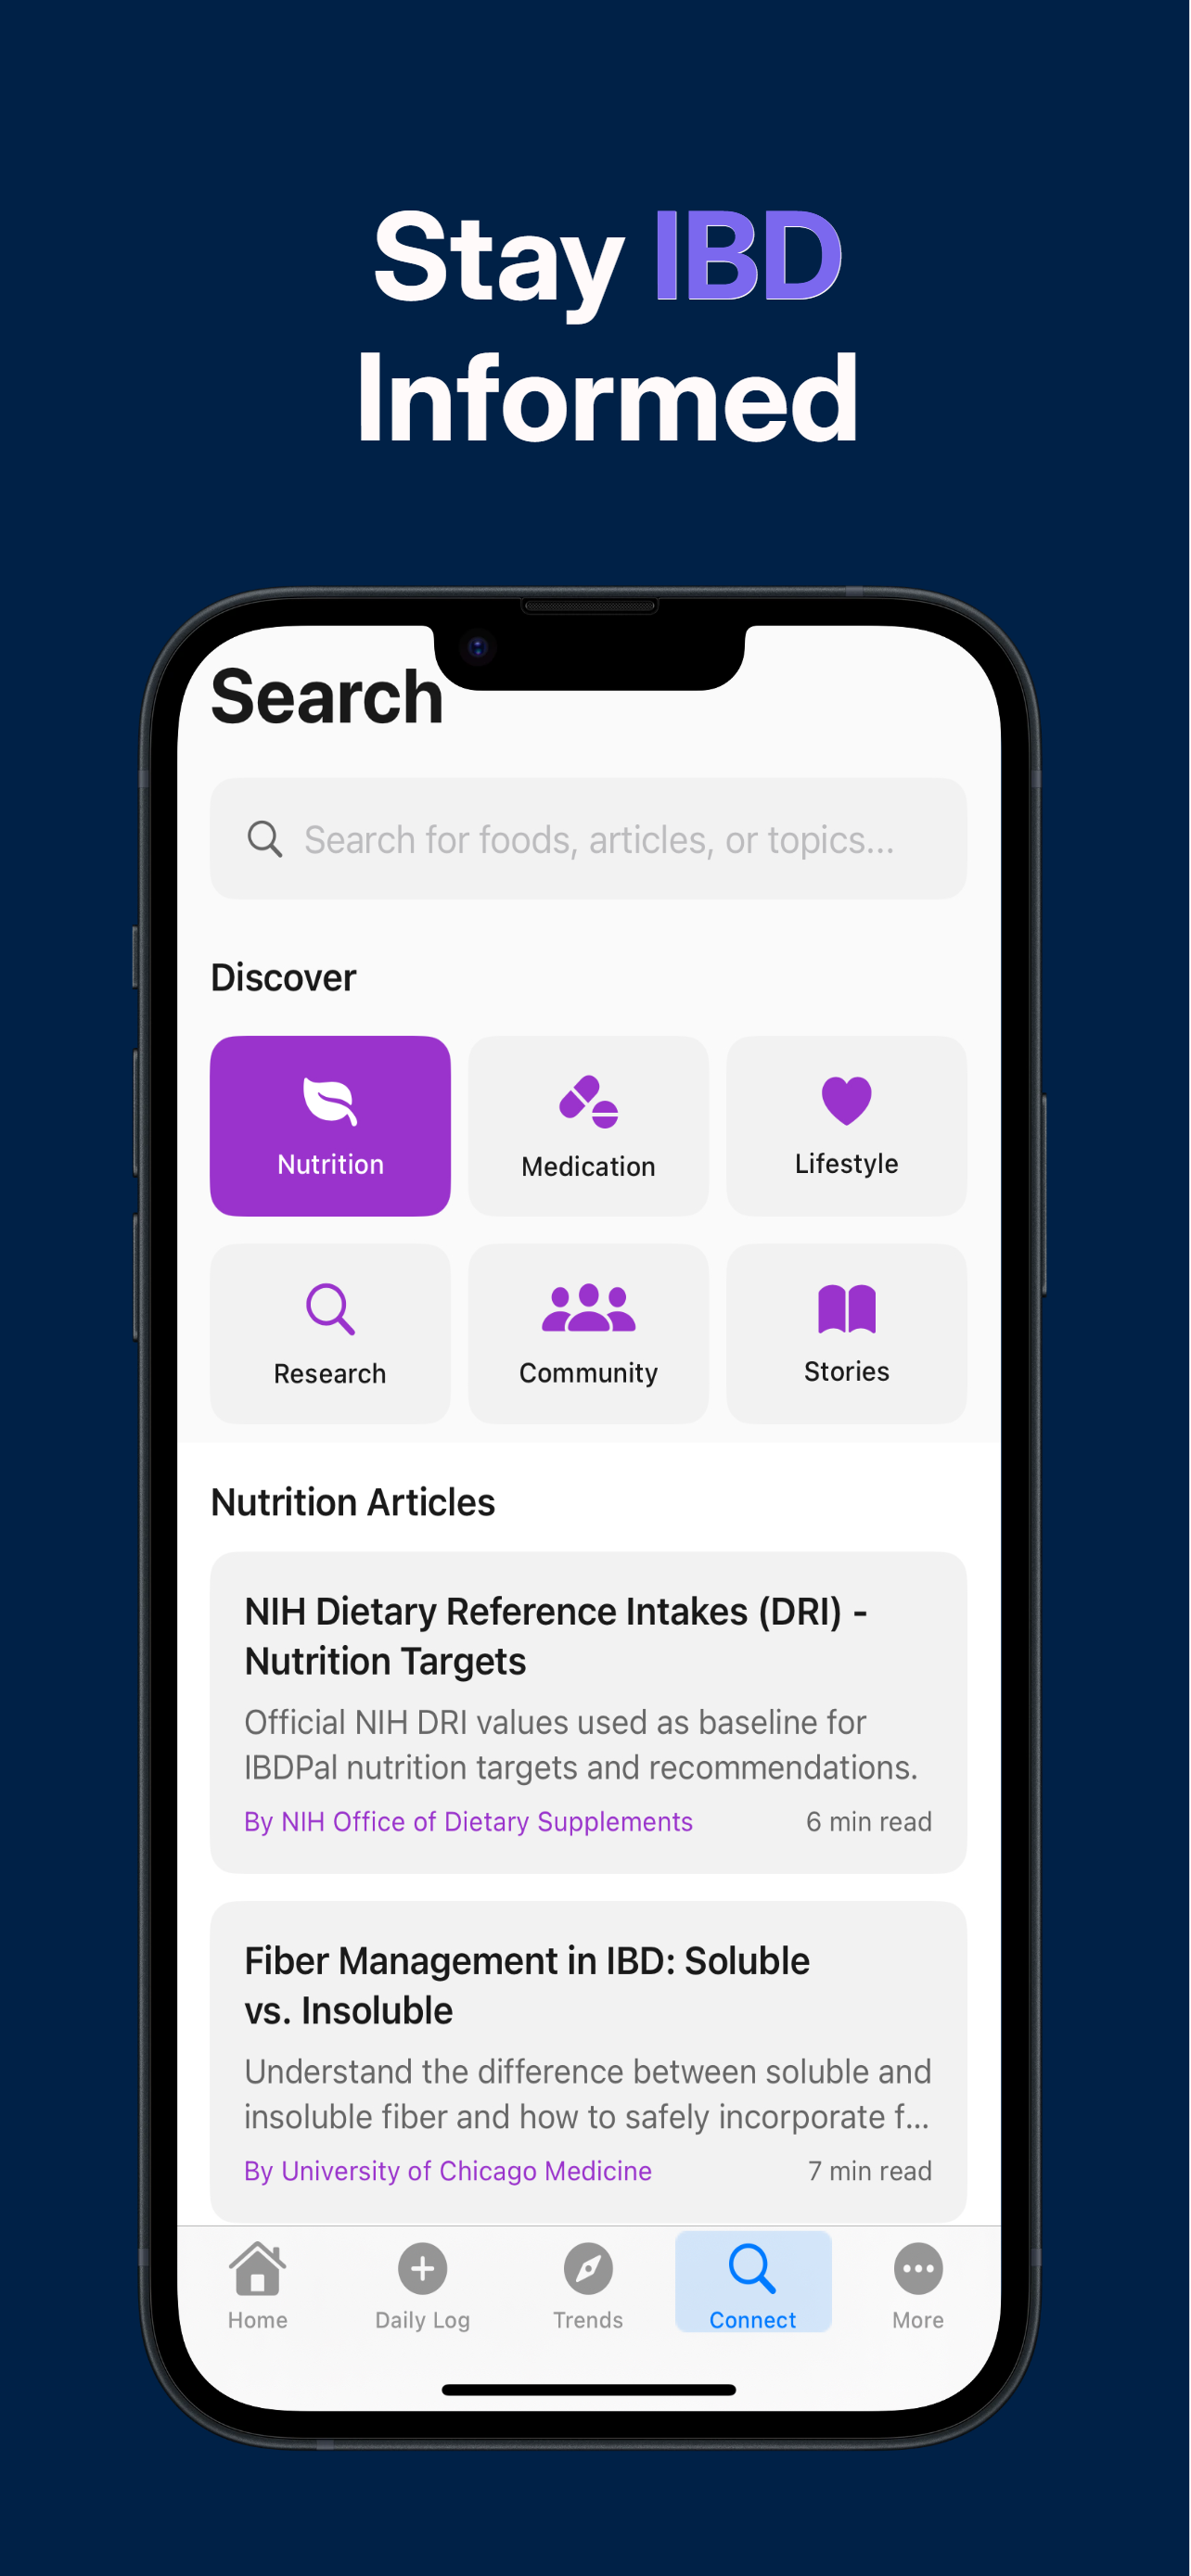 Stay IBD
Informed
Search
Search for foods, articles, or topics...
Discover
Nutrition
Medication
Lifestyle
Research
Community
Stories
Nutrition Articles
NIH Dietary Reference Intakes (DRI) -
Nutrition Targets
Official NIH DRI values used as baseline for
IBDPal nutrition targets and recommendations.
By NIH Office of Dietary Supplements
6 min read
Fiber Management in IBD: Soluble
vs. Insoluble
Understand the difference between soluble and
insoluble fiber and how to safely incorporate f...
By University of Chicago Medicine
7 min read
Home
Daily Log
Trends
Connect
More